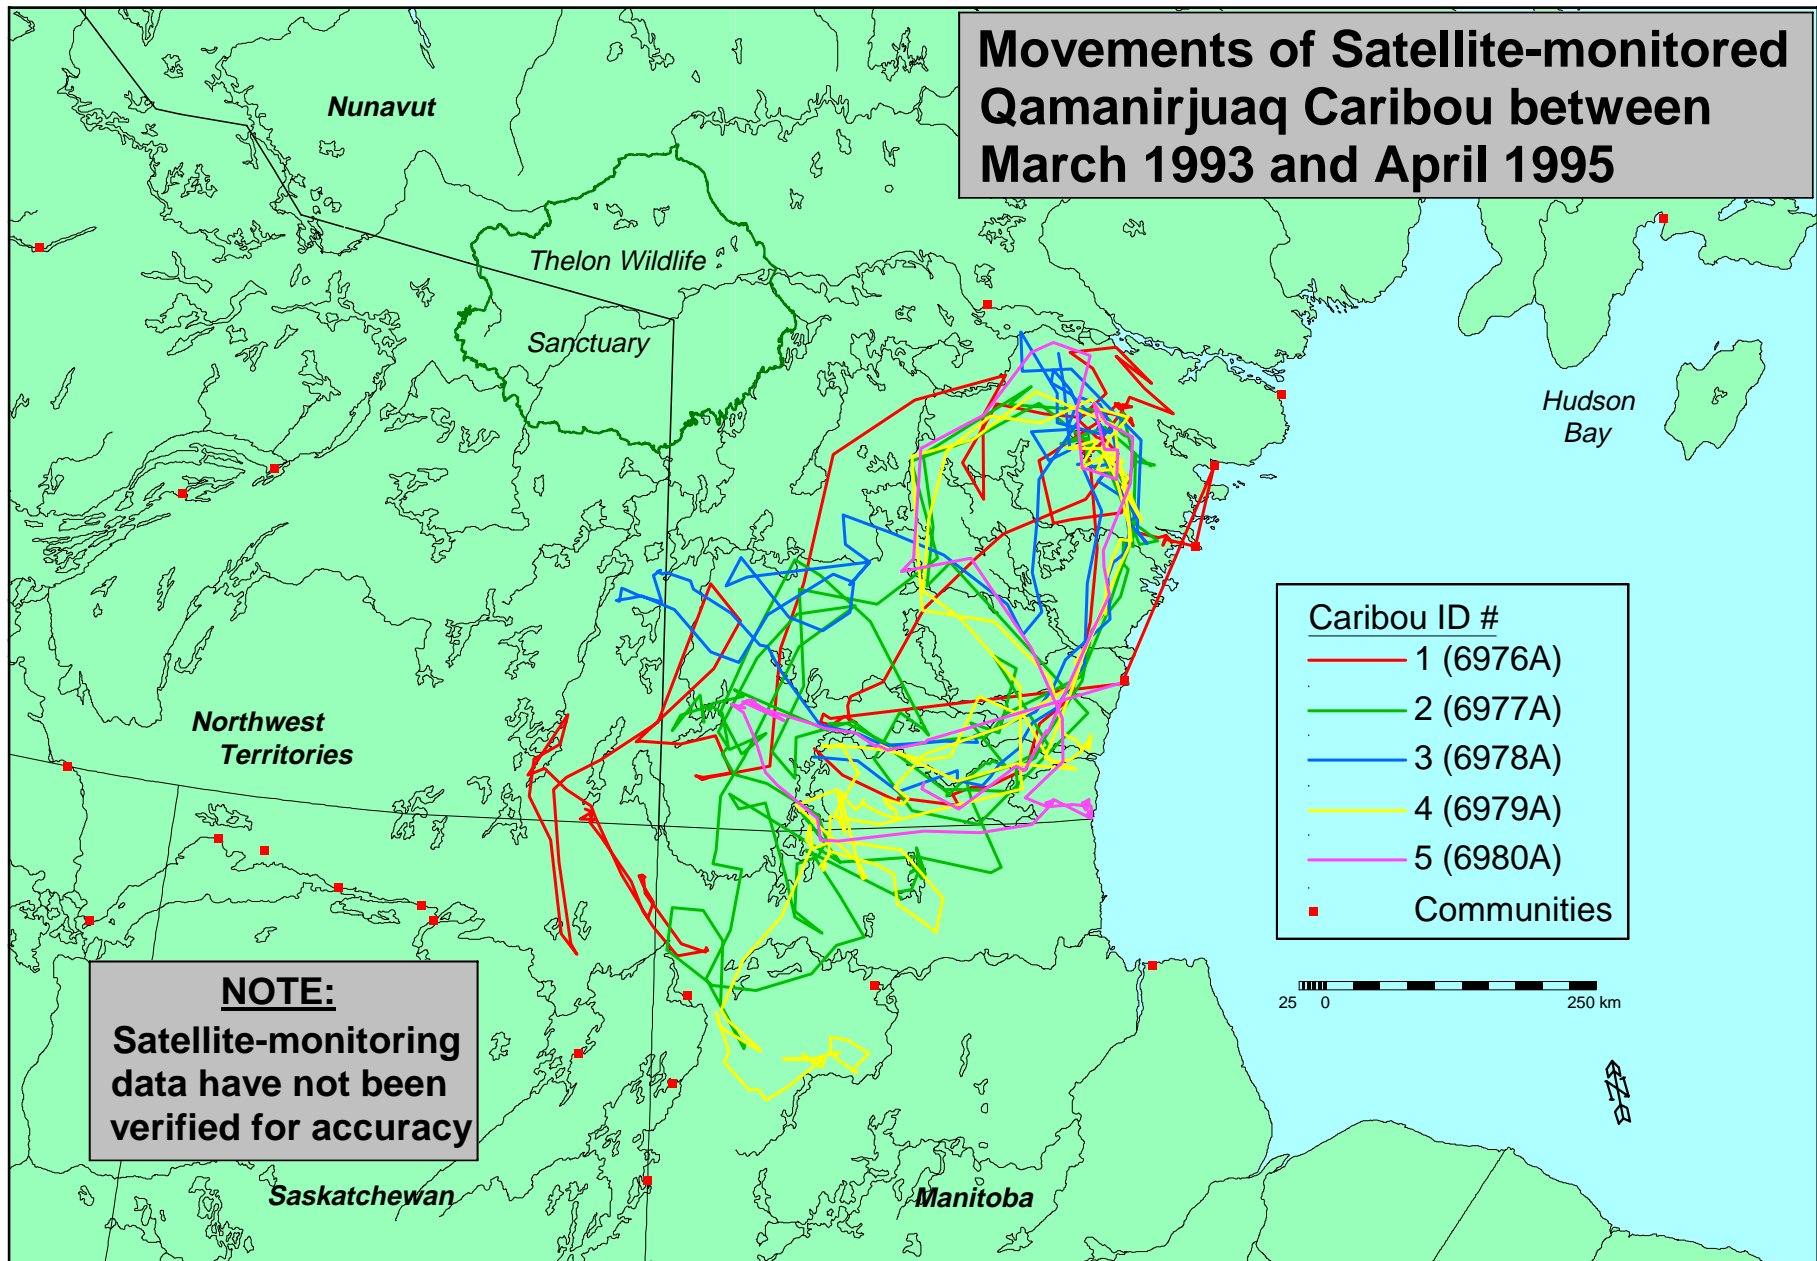 Movements of Satellite-monitored
Qamanirjuaq Caribou between
March 1993 and April 1995
Nunavut
Thelon Wildlife
Sanctuary
Hudson
Bay
Northwest
Territories
Caribou ID #
1 (6976A)
2 (6977A)
3 (6978A)
4 (6979A)
5 (6980A)
Communities
25 0 250 km
N
NOTE:
Satellite-monitoring
data have not been
verified for accuracy
Saskatchewan
Manitoba